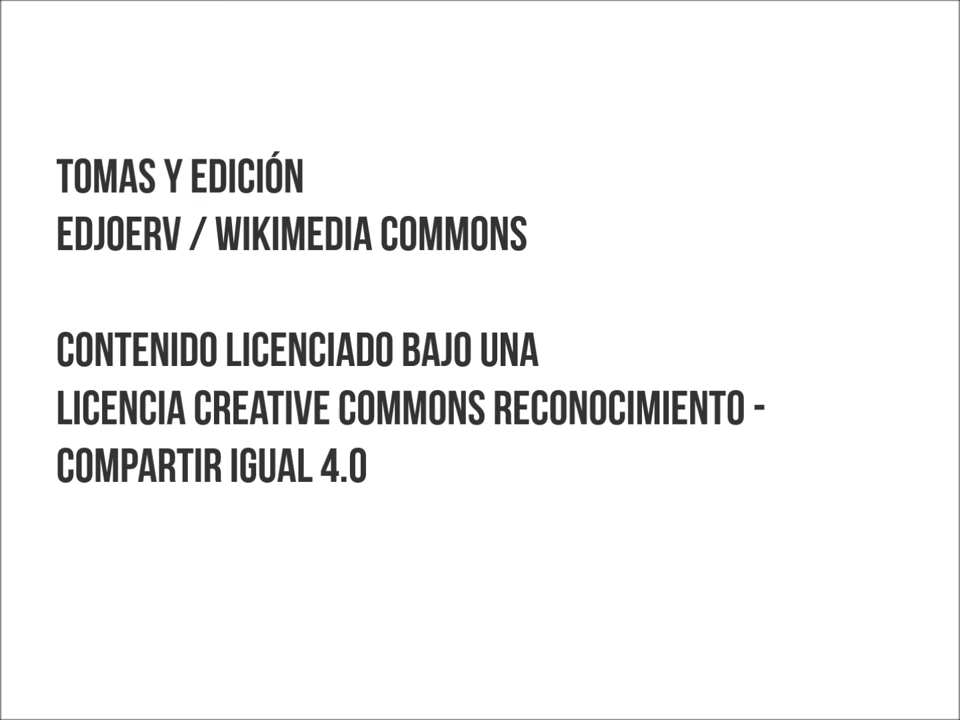 TOMAS Y EDICIÓN
EDJOERV / WIKIMEDIA COMMONS
CONTENIDO LICENCIADO BAJO UNA
LICENCIA CREATIVE COMMONS RECONOCIMIENTO -
COMPARTIR IGUAL 4.0